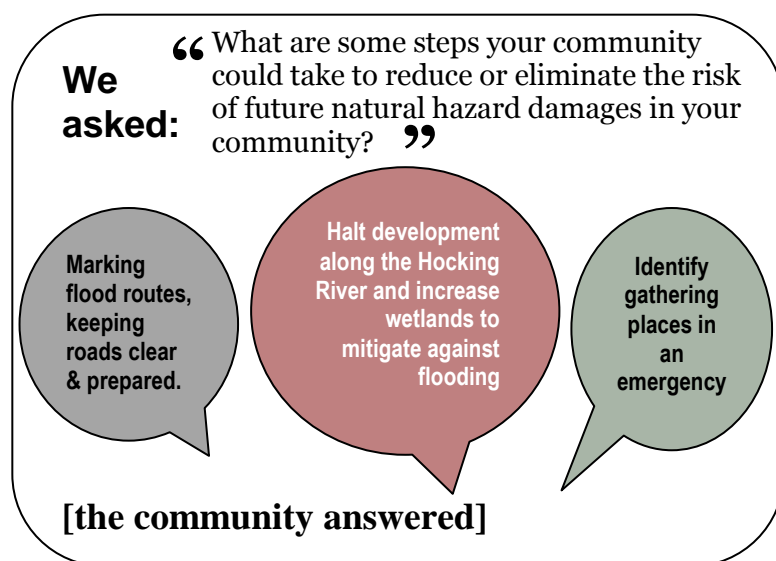 We
asked:
“ What are some steps your community
could take to reduce or eliminate the risk
of future natural hazard damages in your
community? ”
Marking
flood routes,
keeping
roads clear
& prepared.
Halt development
along the Hocking
River and increase
wetlands to
mitigate against
flooding
Identify
gathering
places in
an
emergency
[the community answered]